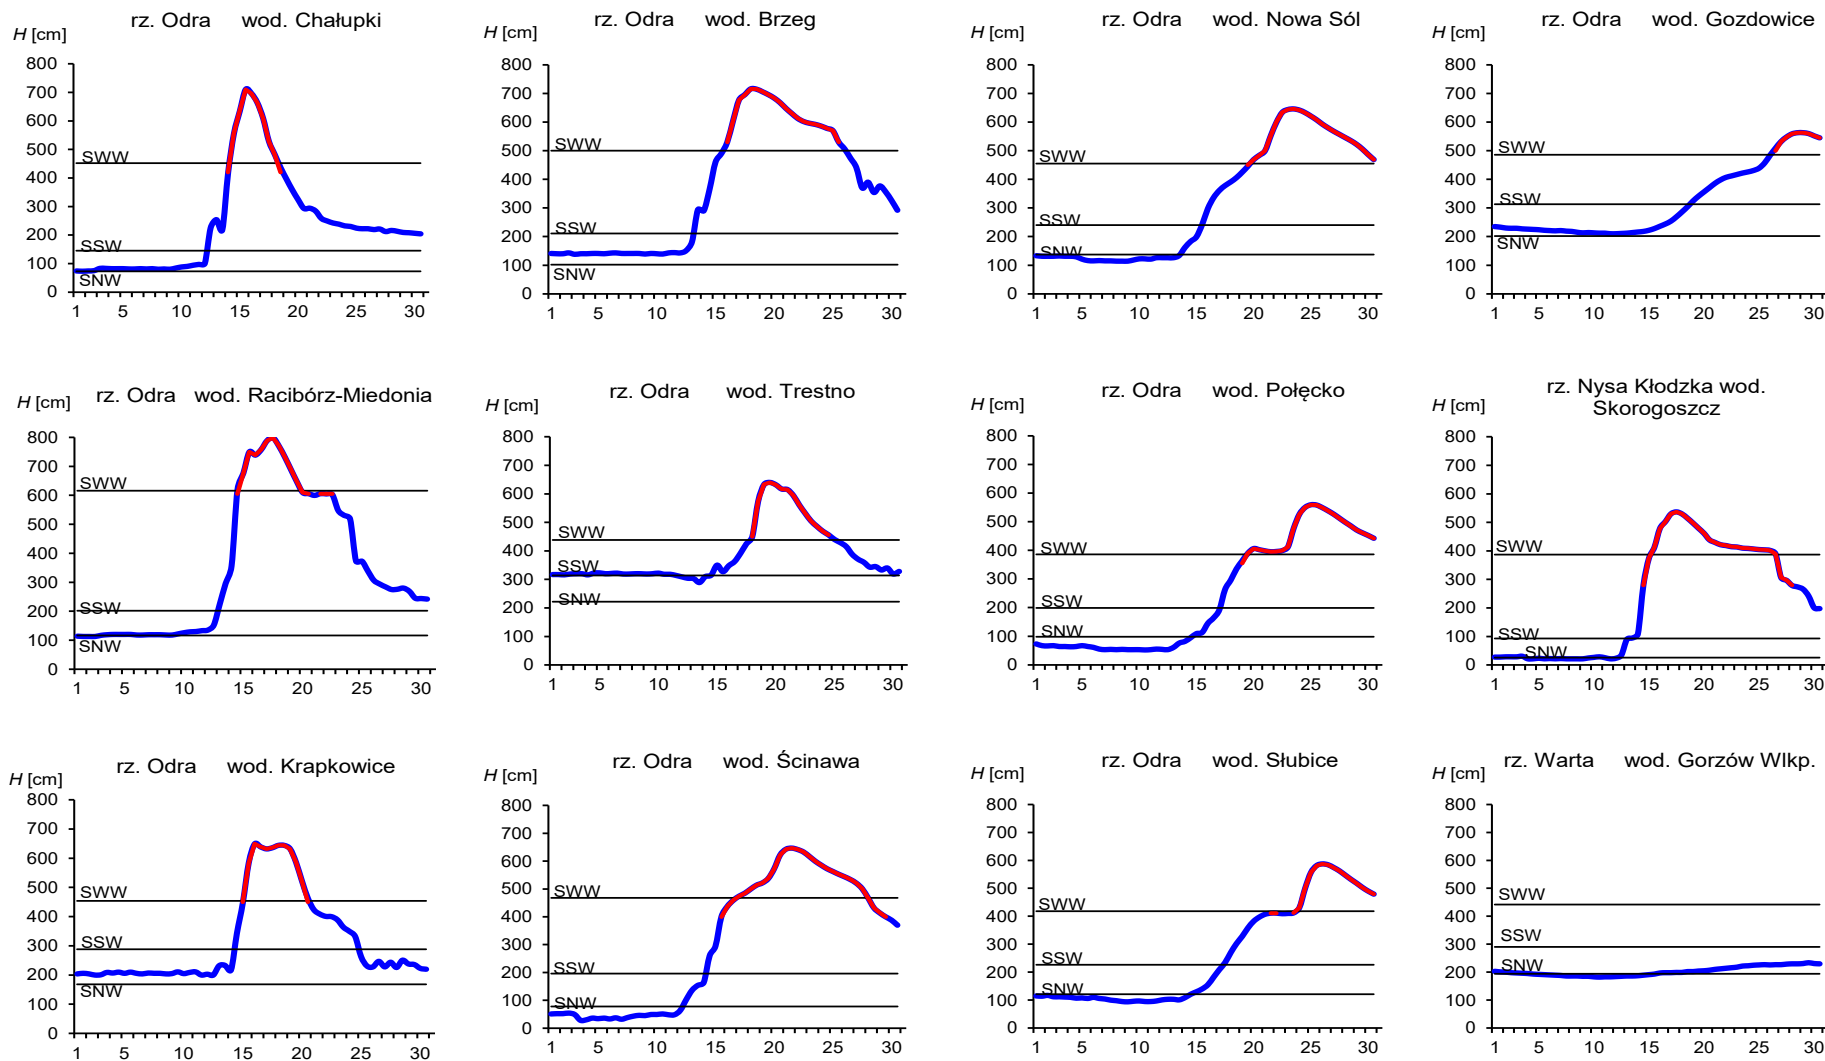 rz. Odra wod. Chałupki
H [cm]
800
700
600
500
400
300
200
100
0
SWW
SSW
SNW
1 5 10 15 20 25 30
rz. Odra wod. Brzeg
H [cm]
800
700
600
500
400
300
200
100
0
SWW
SSW
SNW
1 5 10 15 20 25 30
rz. Odra wod. Nowa Sól
H [cm]
800
700
600
500
400
300
200
100
0
SWW
SSW
SNW
1 5 10 15 20 25 30
rz. Odra wod. Gozdowice
H [cm]
800
700
600
500
400
300
200
100
0
SWW
SSW
SNW
1 5 10 15 20 25 30
rz. Odra wod. Racibórz-Miedonia
H [cm]
800
700
600
500
400
300
200
100
0
SWW
SSW
SNW
1 5 10 15 20 25 30
rz. Odra wod. Trestno
H [cm]
800
700
600
500
400
300
200
100
0
SWW
SSW
SNW
1 5 10 15 20 25 30
rz. Odra wod. Połęcko
H [cm]
800
700
600
500
400
300
200
100
0
SWW
SSW
SNW
1 5 10 15 20 25 30
rz. Nysa Kłodzka wod.
Skorogoszcz
H [cm]
800
700
600
500
400
300
200
100
0
SWW
SSW
SNW
1 5 10 15 20 25 30
rz. Odra wod. Krapkowice
H [cm]
800
700
600
500
400
300
200
100
0
SWW
SSW
SNW
1 5 10 15 20 25 30
rz. Odra wod. Ścinawa
H [cm]
800
700
600
500
400
300
200
100
0
SWW
SSW
SNW
1 5 10 15 20 25 30
rz. Odra wod. Słubice
H [cm]
800
700
600
500
400
300
200
100
0
SWW
SSW
SNW
1 5 10 15 20 25 30
rz. Warta wod. Gorzów Wlkp.
H [cm]
800
700
600
500
400
300
200
100
0
SWW
SSW
SNW
1 5 10 15 20 25 30